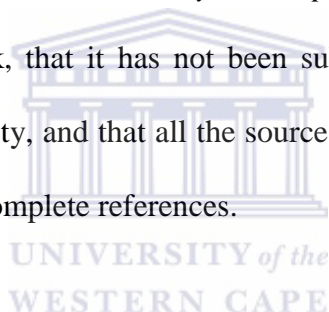 k, that it has not been su
ty, and that all the source
omplete references.
UNIVERSITY of the
WESTERN CAPE